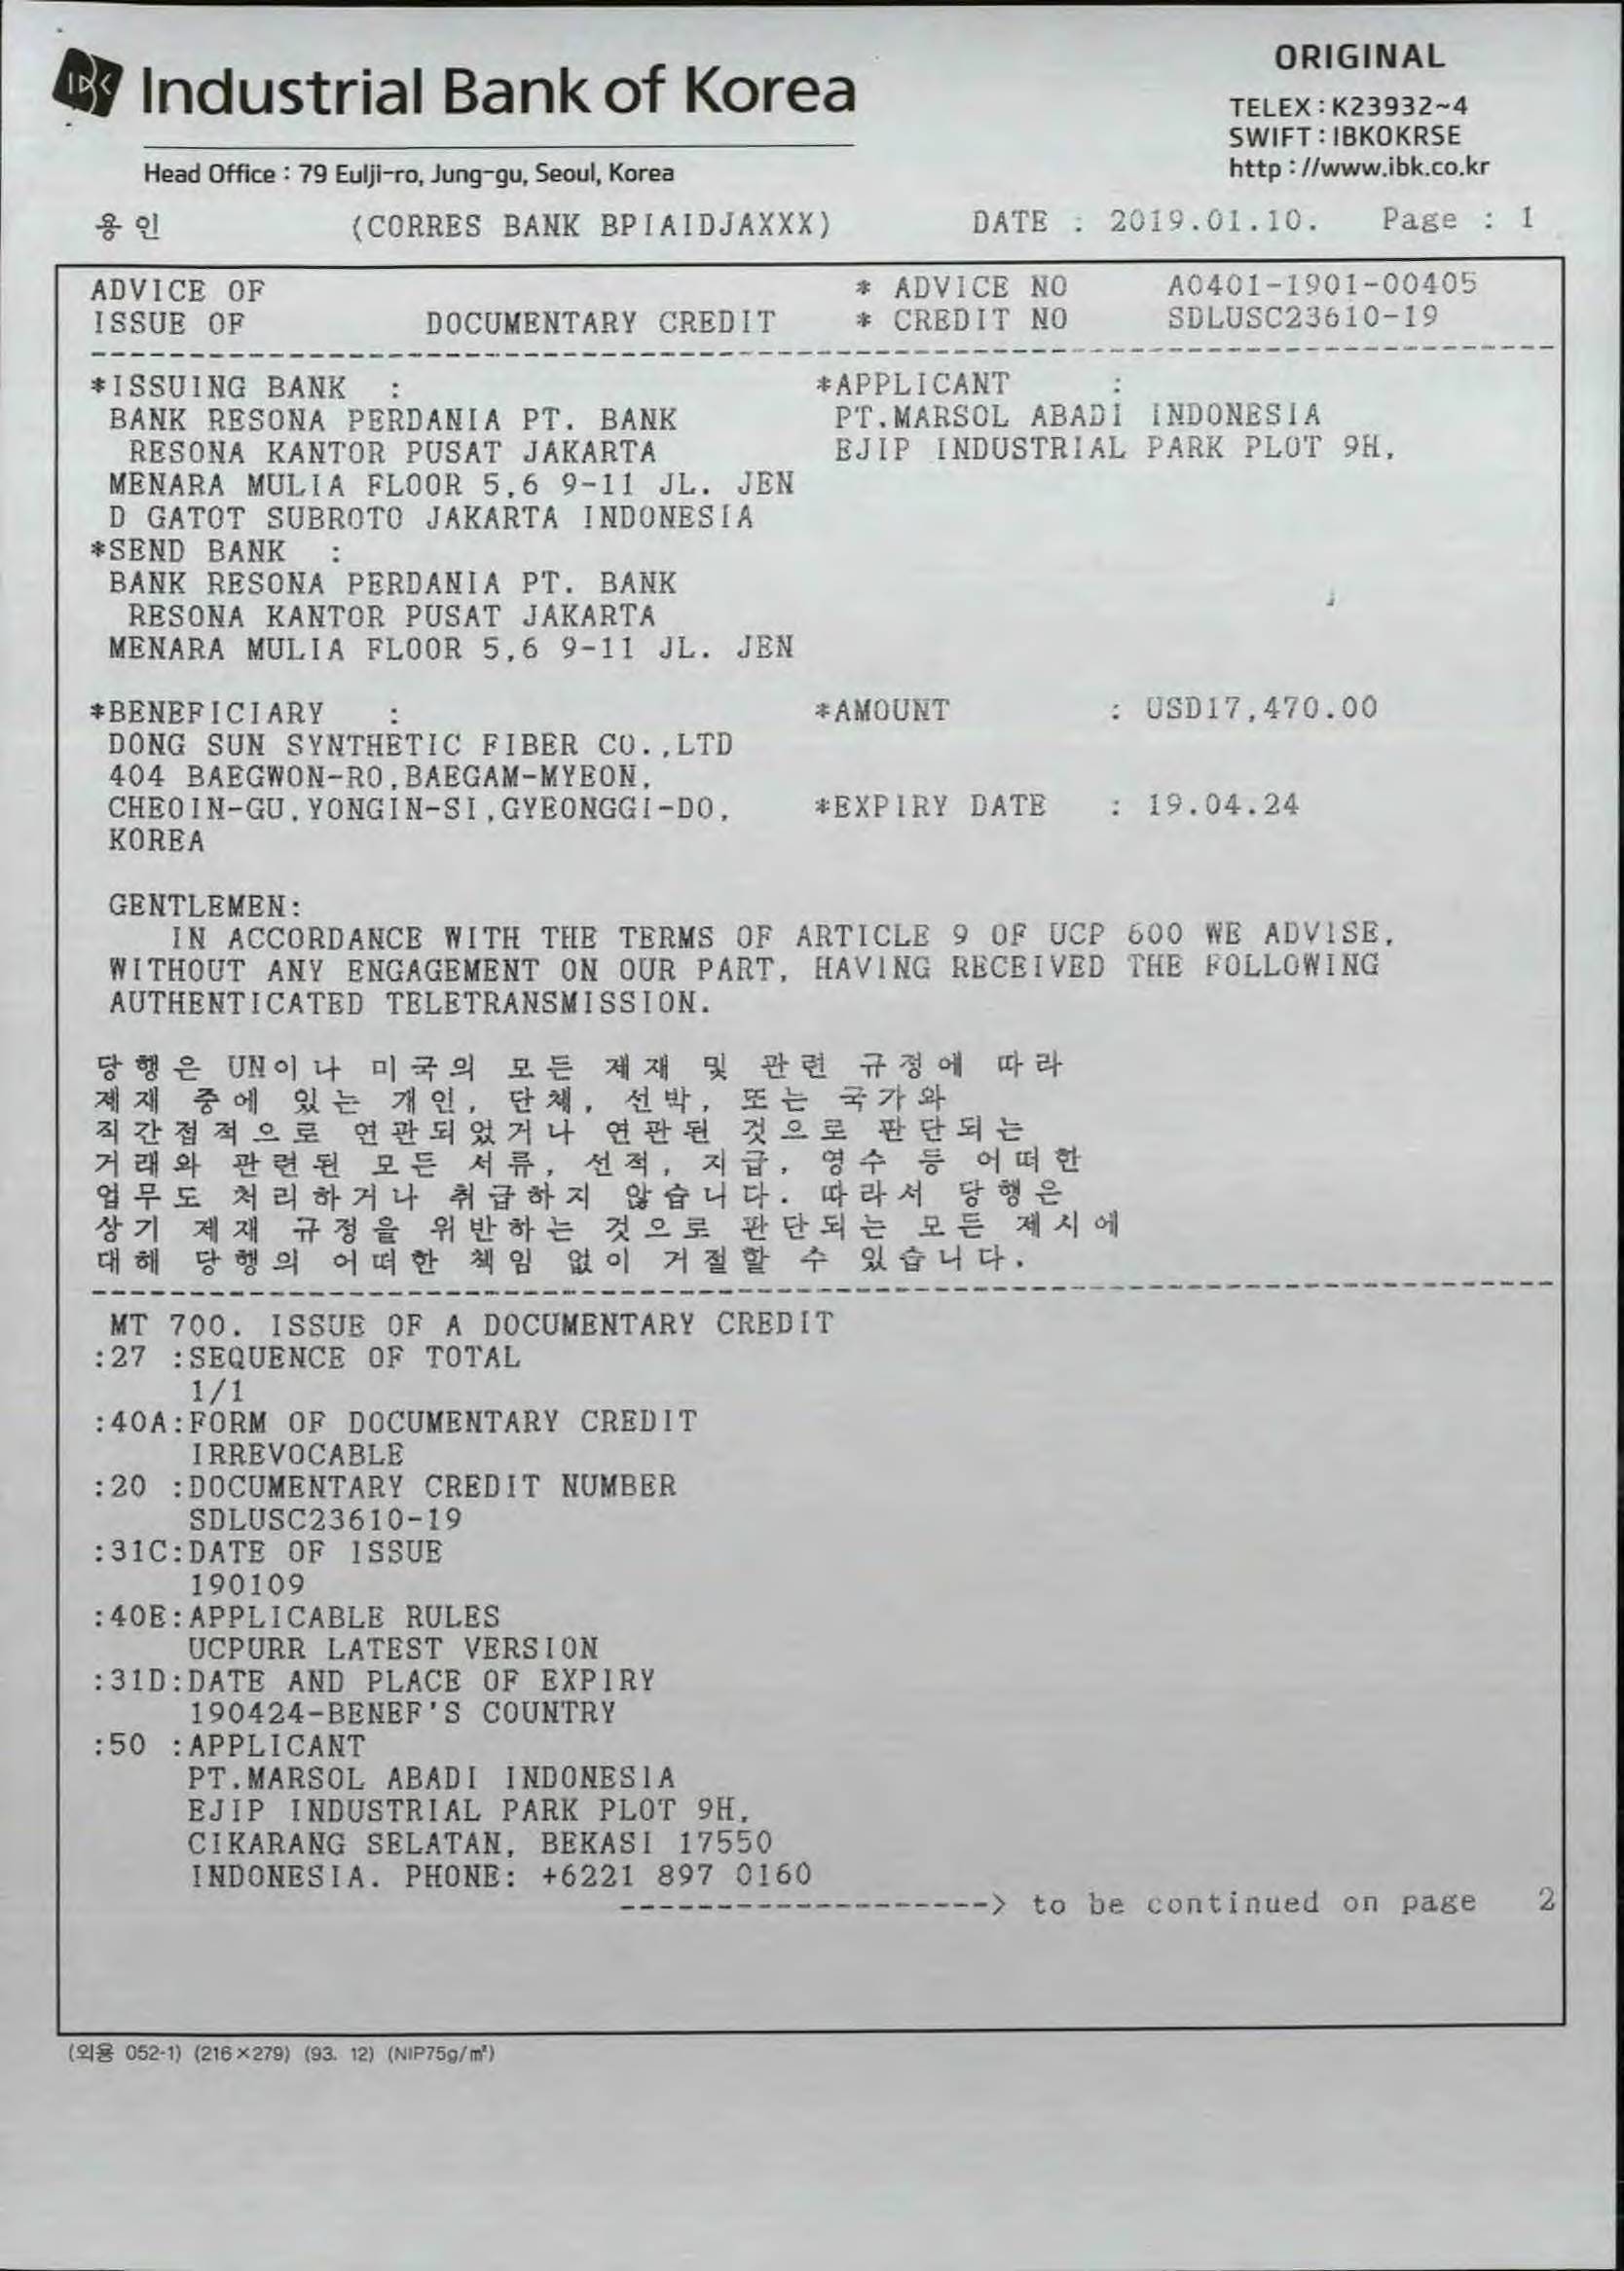 IBK Industrial Bank of Korea
ORIGINAL
TELEX : K23932~4
SWIFT : IBKOKRSE
http : //www.ibk.co.kr
Head Office : 79 Eulji-ro, Jung-gu, Seoul, Korea
용인 (CORRES BANK BPIAIDJAXXX) DATE : 2019.01.10. Page : 1
ADVICE OF * ADVICE NO A0401-1901-00405
ISSUE OF DOCUMENTARY CREDIT * CREDIT NO SDLUSC23610-19
*ISSUING BANK : *APPLICANT :
BANK RESONA PERDANIA PT. BANK PT.MARSOL ABADI INDONESIA
RESONA KANTOR PUSAT JAKARTA EJIP INDUSTRIAL PARK PLOT 9H,
MENARA MULIA FLOOR 5,6 9-11 JL. JEN
D GATOT SUBROTO JAKARTA INDONESIA
*SEND BANK :
BANK RESONA PERDANIA PT. BANK
RESONA KANTOR PUSAT JAKARTA
MENARA MULIA FLOOR 5,6 9-11 JL. JEN
*BENEFICIARY : *AMOUNT : USD17,470.00
DONG SUN SYNTHETIC FIBER CO.,LTD
404 BAEGWON-RO,BAEGAM-MYEON,
CHEOIN-GU,YONGIN-SI,GYEONGGI-DO, *EXPIRY DATE : 19.04.24
KOREA
GENTLEMEN:
IN ACCORDANCE WITH THE TERMS OF ARTICLE 9 OF UCP 600 WE ADVISE,
WITHOUT ANY ENGAGEMENT ON OUR PART, HAVING RECEIVED THE FOLLOWING
AUTHENTICATED TELETRANSMISSION.
당행은 UN이나 미국의 모든 제재 및 관련 규정에 따라
제재 중에 있는 개인, 단체, 선박, 또는 국가와
직간접적으로 연관되었거나 연관된 것으로 판단되는
거래와 관련된 모든 서류, 선적, 지급, 영수 등 어떠한
업무도 처리하거나 취급하지 않습니다. 따라서 당행은
상기 제재 규정을 위반하는 것으로 판단되는 모든 제시에
대해 당행의 어떠한 책임 없이 거절할 수 있습니다.
MT 700. ISSUE OF A DOCUMENTARY CREDIT
:27 :SEQUENCE OF TOTAL
1/1
:40A:FORM OF DOCUMENTARY CREDIT
IRREVOCABLE
:20 :DOCUMENTARY CREDIT NUMBER
SDLUSC23610-19
:31C:DATE OF ISSUE
190109
:40E:APPLICABLE RULES
UCPURR LATEST VERSION
:31D:DATE AND PLACE OF EXPIRY
190424-BENEF'S COUNTRY
:50 :APPLICANT
PT.MARSOL ABADI INDONESIA
EJIP INDUSTRIAL PARK PLOT 9H,
CIKARANG SELATAN, BEKASI 17550
INDONESIA. PHONE: +6221 897 0160
-------------------> to be continued on page 2
(외용 052-1) (216×279) (93. 12) (NIP75g/㎡)